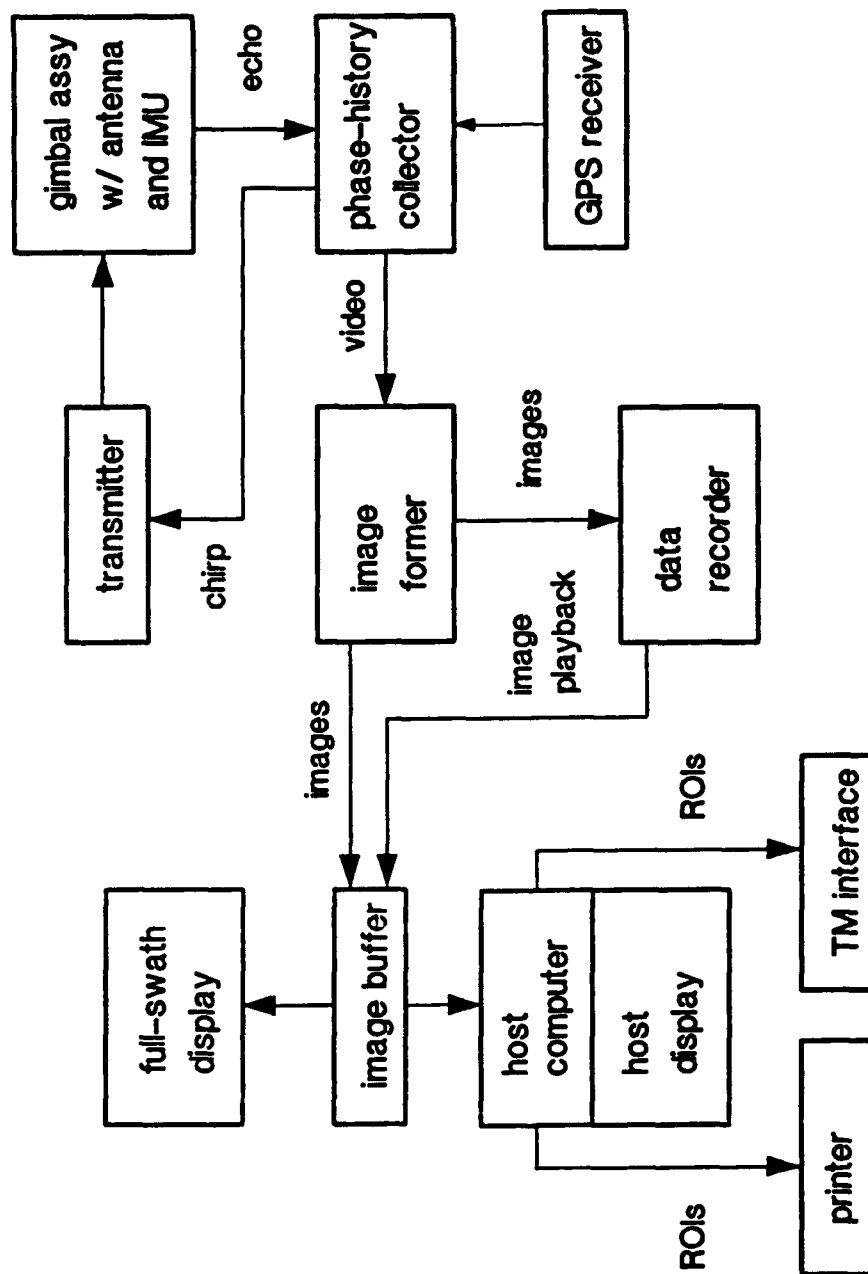 full-swath
display
image buffer
host
computer
host
display
ROIs
printer
ROIs
TM interface
images
image
playback
transmitter
chirp
image
former
images
data
recorder
video
gimbal assy
w/ antenna
and IMU
echo
phase-history
collector
GPS receiver